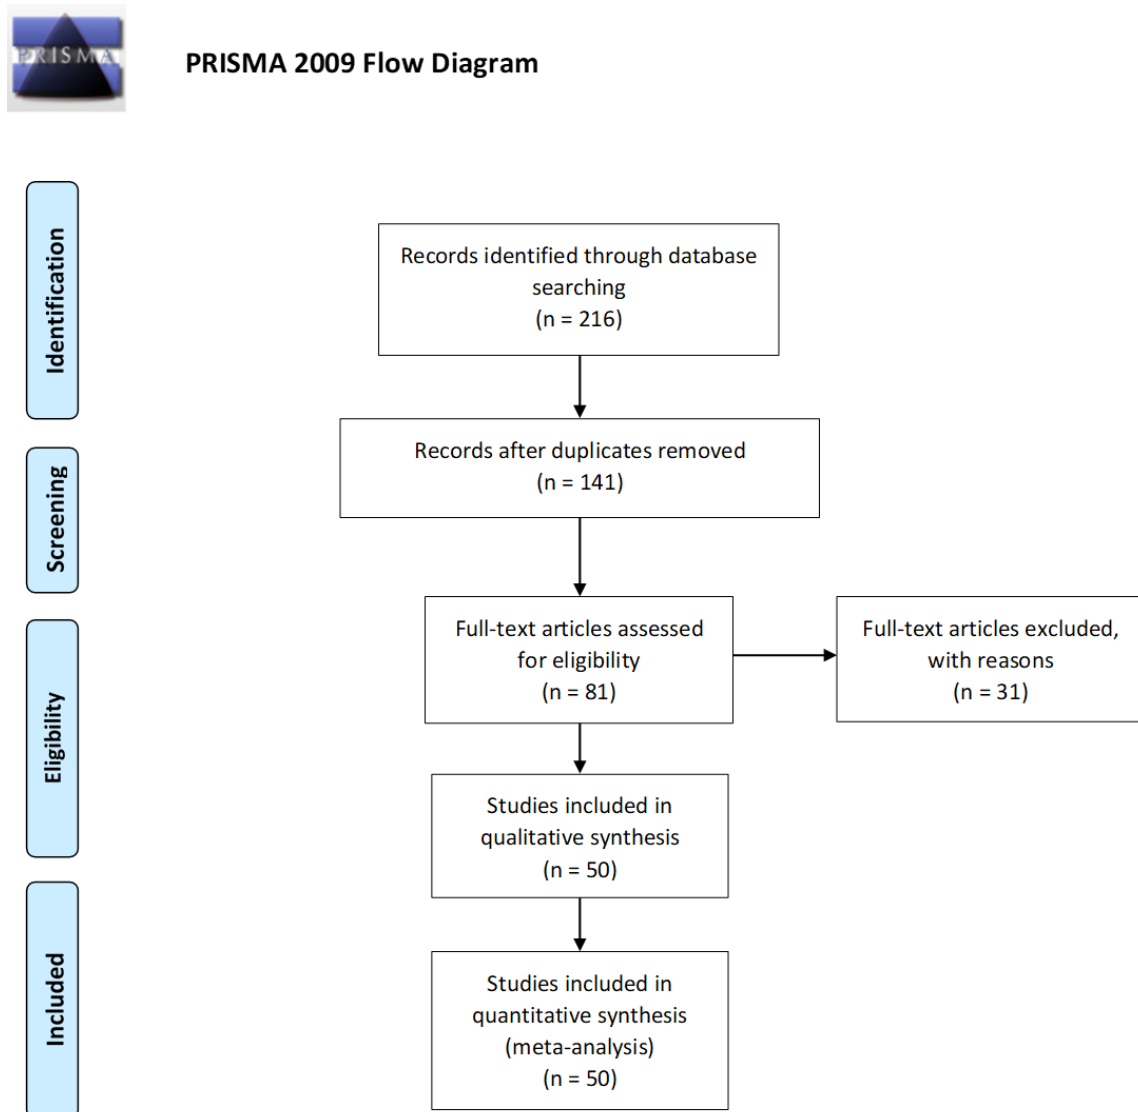 PRISMA
PRISMA 2009 Flow Diagram
Identification
Records identified through database
searching
(n = 216)
Screening
Records after duplicates removed
(n = 141)
Eligibility
Full-text articles assessed
for eligibility
(n = 81)
Full-text articles excluded,
with reasons
(n = 31)
Studies included in
qualitative synthesis
(n = 50)
Included
Studies included in
quantitative synthesis
(meta-analysis)
(n = 50)